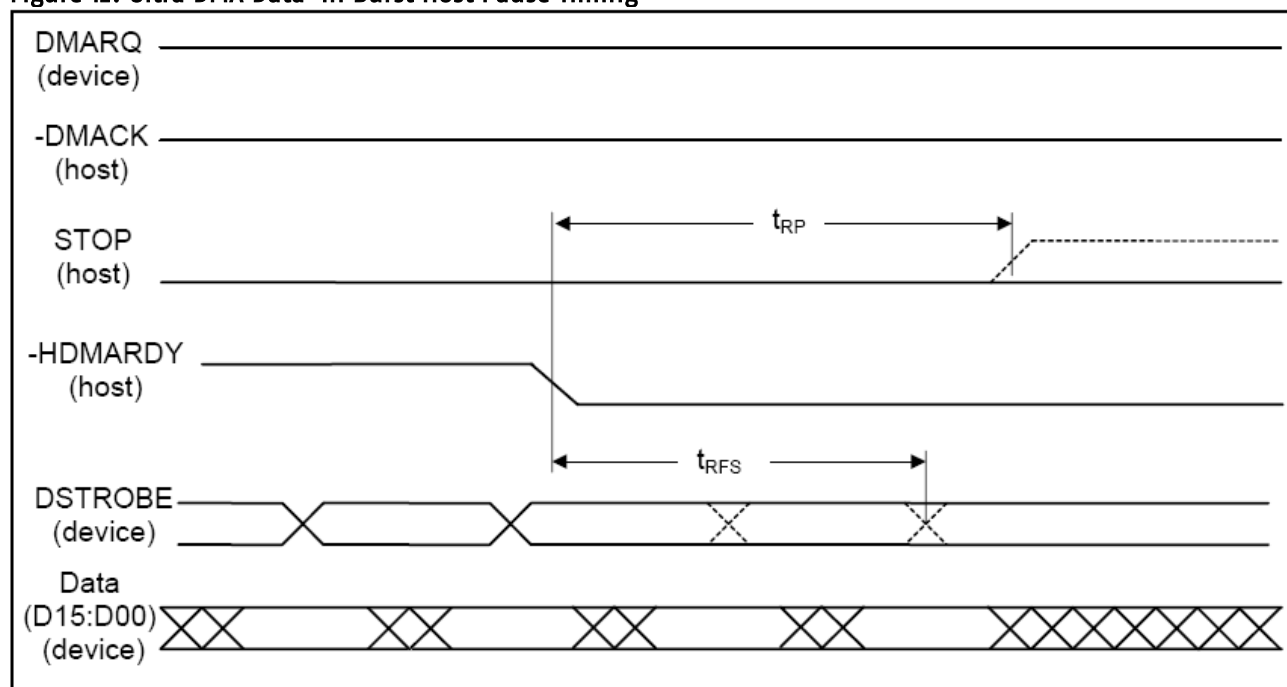 Figure 12: Ultra DMA Data-In Burst Host Pause Timing
DMARQ
(device)
-DMACK
(host)
tRP
STOP
(host)
-HDMARDY
(host)
tRFS
DSTROBE
(device)
Data
(D15:D00)
(device)